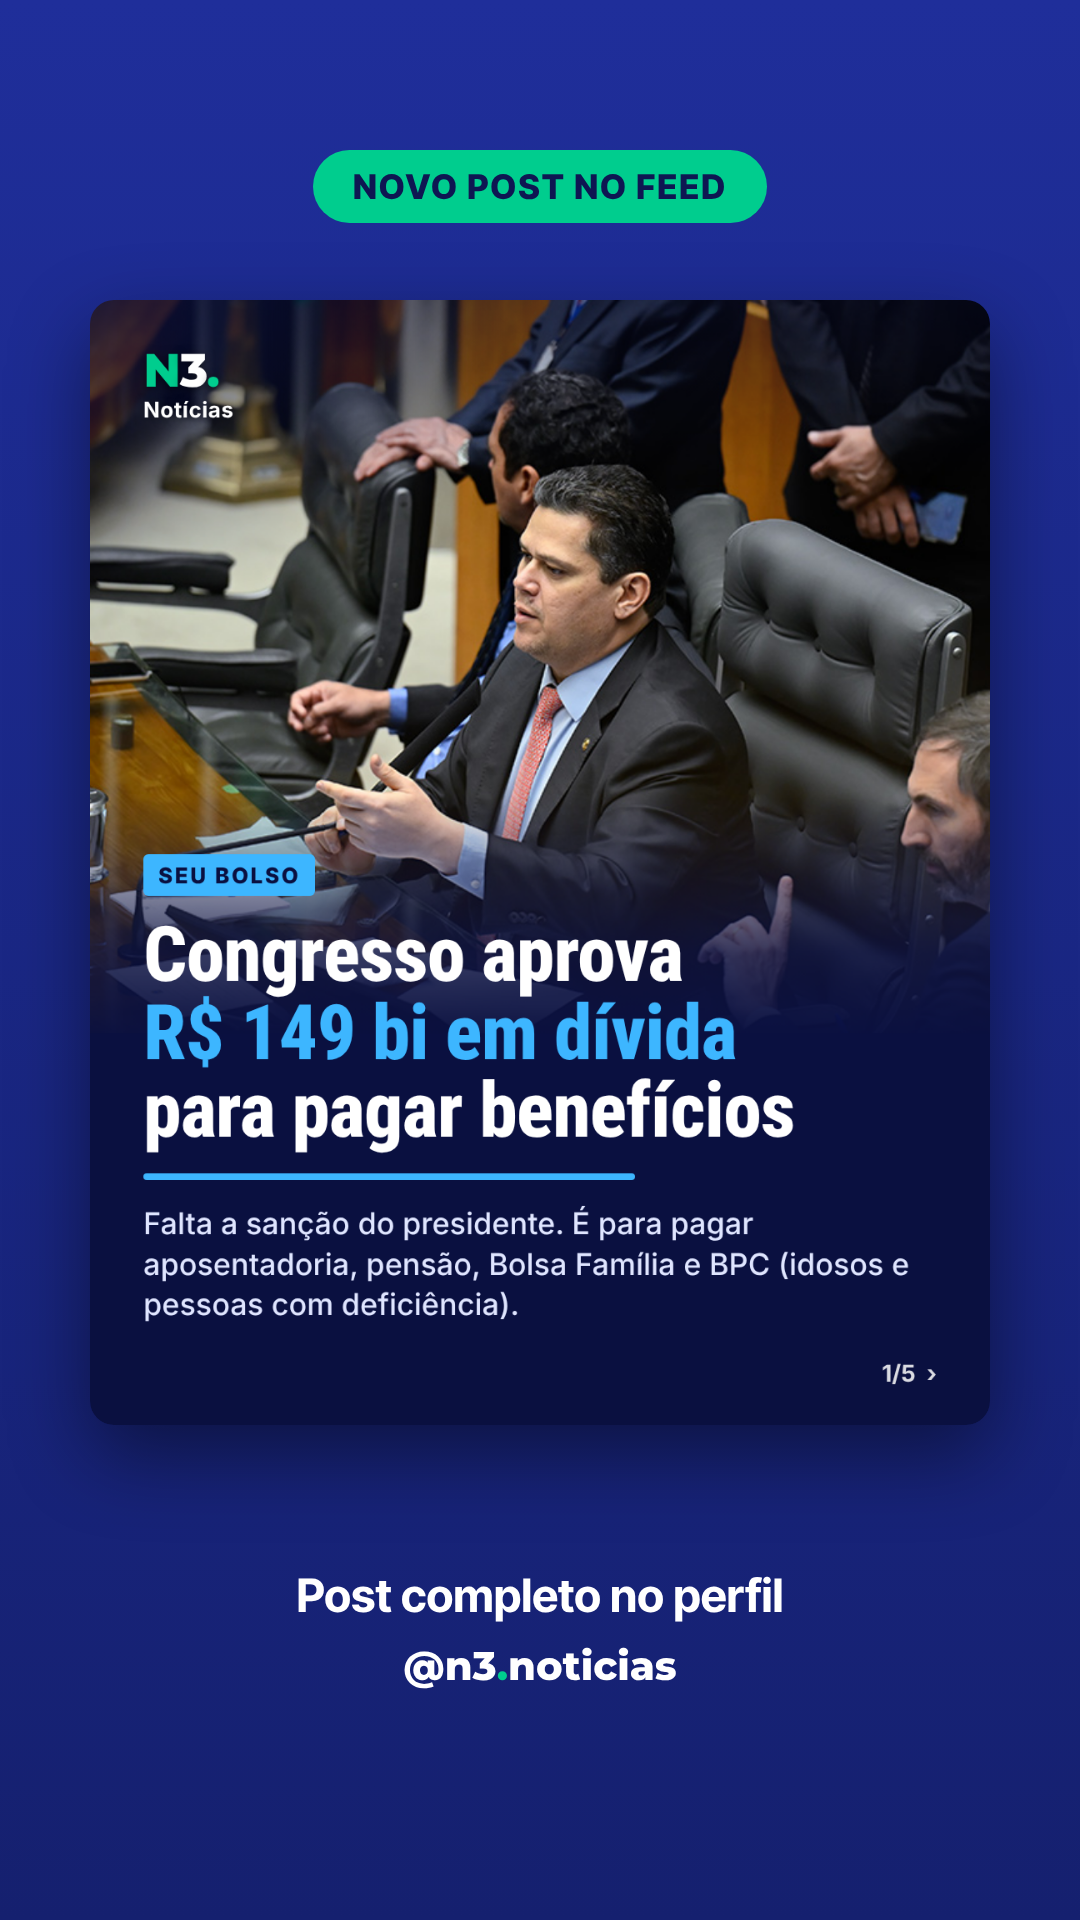 NOVO POST NO FEED
N3.
Notícias
SEU BOLSO
Congresso aprova
R$ 149 bi em dívida
para pagar benefícios
Falta a sanção do presidente. É para pagar
aposentadoria, pensão, Bolsa Família e BPC (idosos e
pessoas com deficiência).
1/5 ›
Post completo no perfil
@n3.noticias